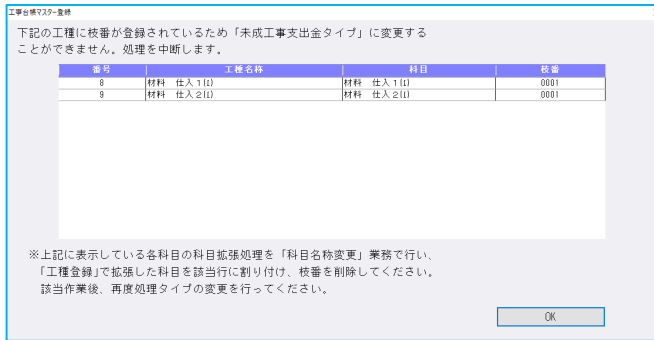 工事台帳マスター登録
下記の工種に枝番が登録されているため「未成工事支出金タイプ」に変更する
ことができません。処理を中断します。
番号 工種名称 科目 枝番
8 材料 仕入1(L) 材料 仕入1(L) 0001
9 材料 仕入2(L) 材料 仕入2(L) 0001
※上記に表示している各科目の科目拡張処理を「科目名称変更」業務で行い、
「工種登録」で拡張した科目を該当行に割り付け、枝番を削除してください。
該当作業後、再度処理タイプの変更を行ってください。
OK